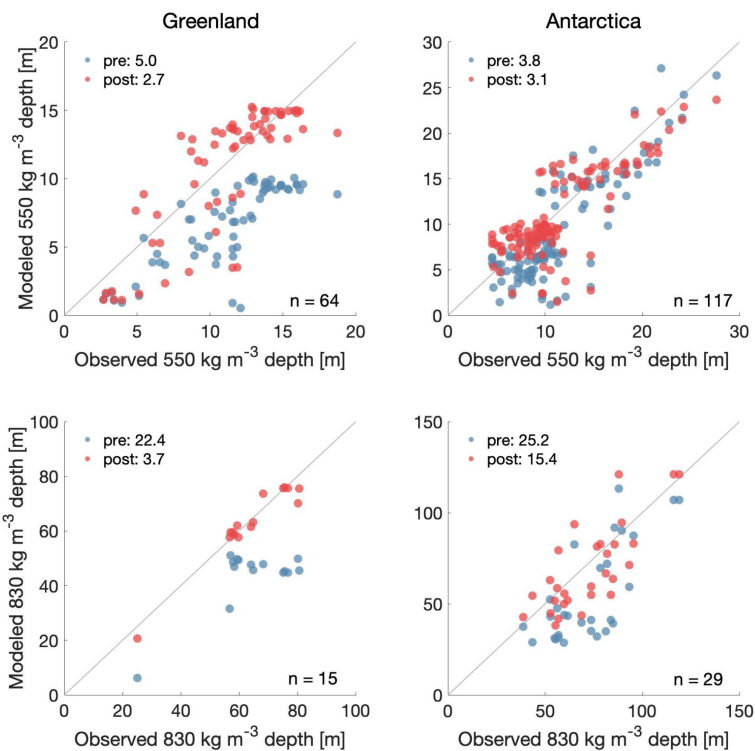 Greenland
Antarctica
Modeled 550 kg m⁻³ depth [m]
20
15
10
5
0
pre: 5.0
post: 2.7
n = 64
0 5 10 15 20
Observed 550 kg m⁻³ depth [m]
30
25
20
15
10
5
0
pre: 3.8
post: 3.1
n = 117
0 10 20 30
Observed 550 kg m⁻³ depth [m]
Modeled 830 kg m⁻³ depth [m]
100
80
60
40
20
0
pre: 22.4
post: 3.7
n = 15
0 20 40 60 80 100
Observed 830 kg m⁻³ depth [m]
150
100
50
0
pre: 25.2
post: 15.4
n = 29
0 50 100 150
Observed 830 kg m⁻³ depth [m]